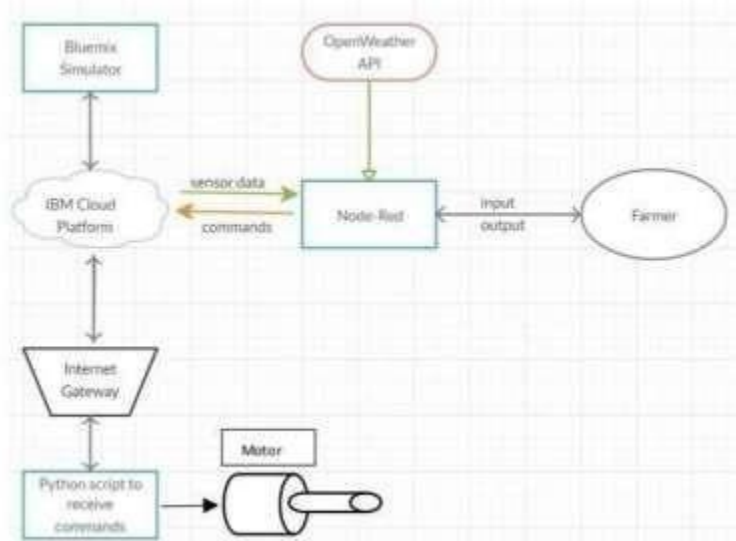 Bluemix
Simulator
OpenWeather
API
IBM Cloud
Platform
sensor data
commands
Node-Red
input
output
Farmer
Internet
Gateway
Motor
Python script to
receive
commands